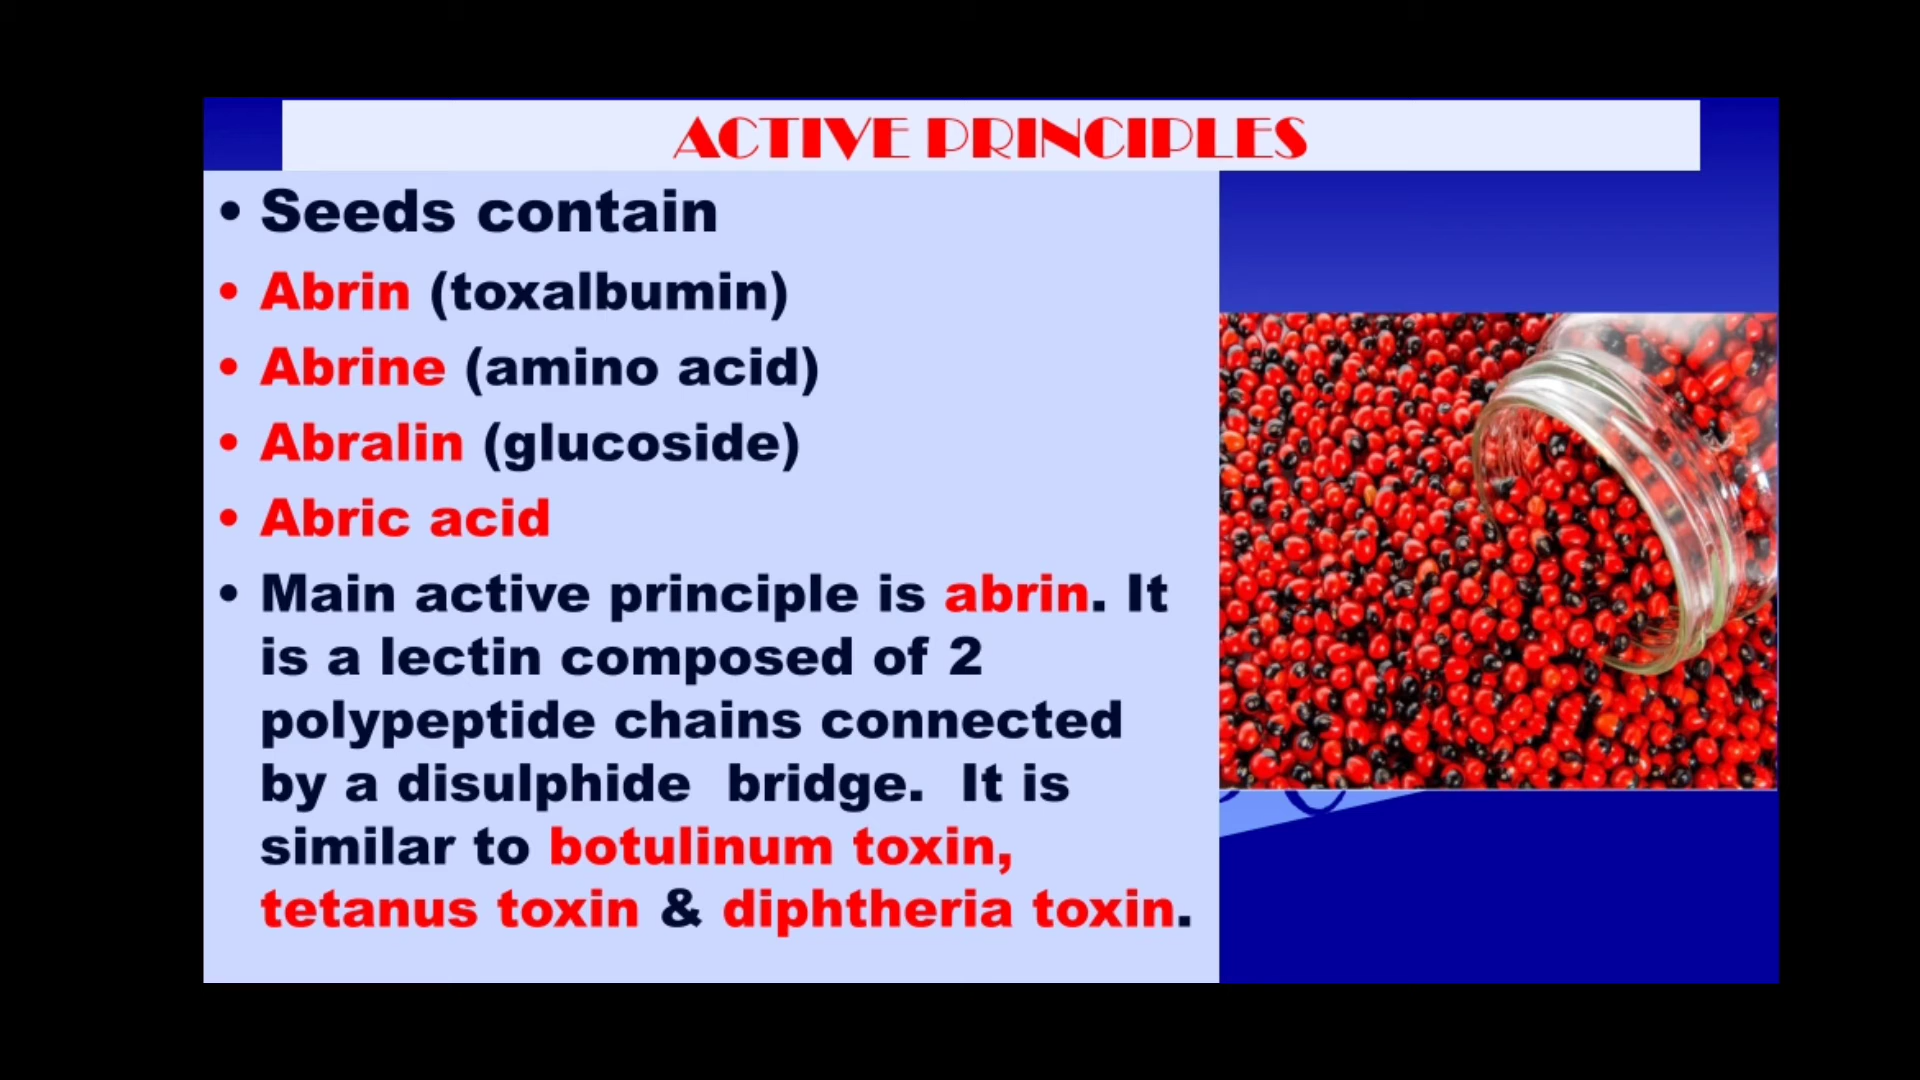 ACTIVE PRINCIPLES
• Seeds contain
• Abrin (toxalbumin)
• Abrine (amino acid)
• Abralin (glucoside)
• Abric acid
• Main active principle is abrin. It
is a lectin composed of 2
polypeptide chains connected
by a disulphide  bridge.  It is
similar to botulinum toxin,
tetanus toxin & diphtheria toxin.